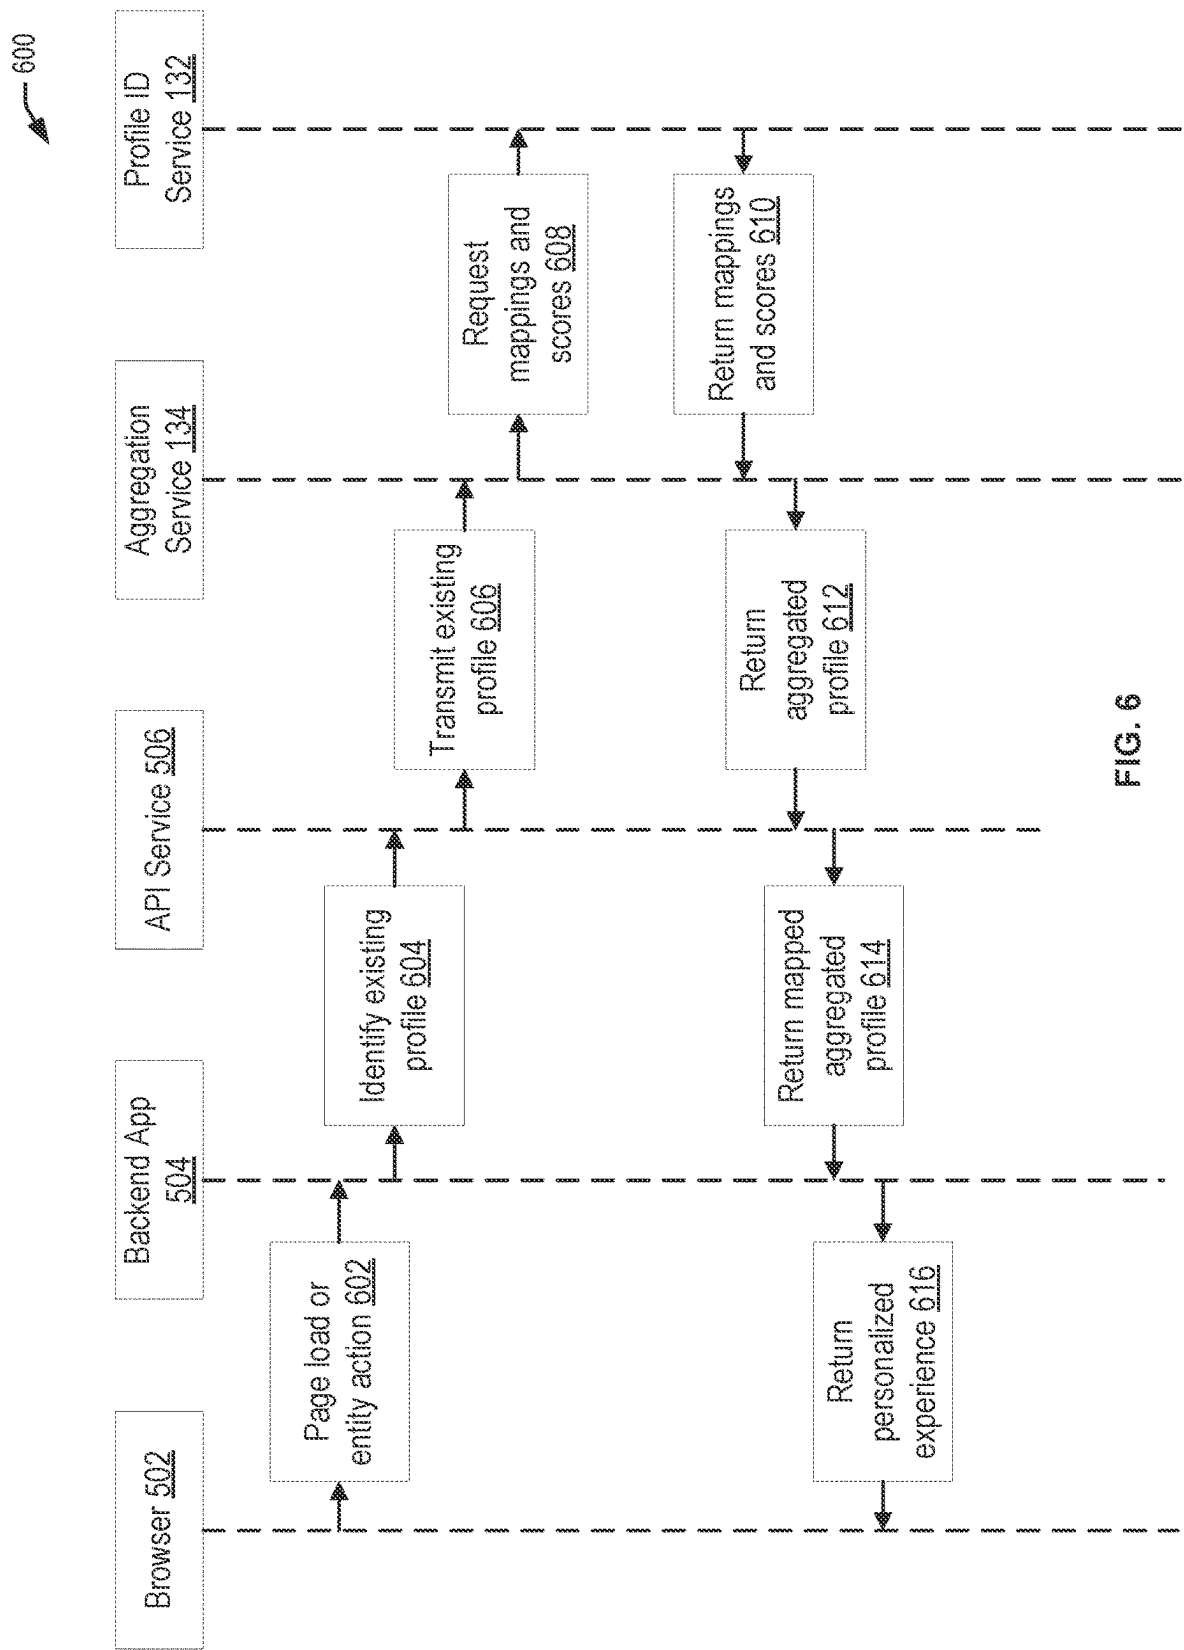 600
Browser 502
Backend App
504
API Service 506
Aggregation
Service 134
Profile ID
Service 132
Page load or
entity action 602
Identify existing
profile 604
Transmit existing
profile 606
Request
mappings and
scores 608
Return mappings
and scores 610
Return
aggregated
profile 612
Return mapped
aggregated
profile 614
Return
personalized
experience 616
FIG. 6